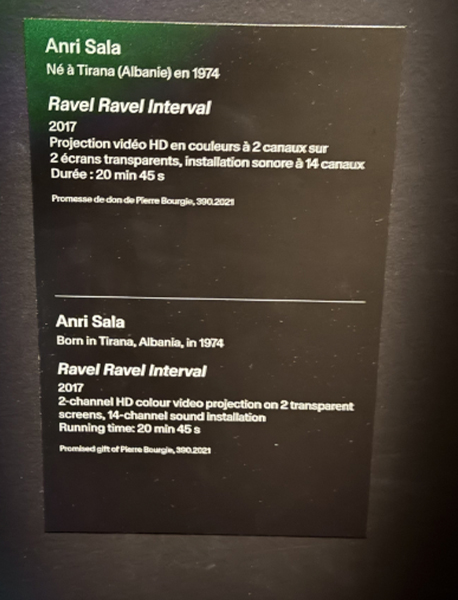 Anri Sala
Né à Tirana (Albanie) en 1974
Ravel Ravel Interval
2017
Projection vidéo HD en couleurs à 2 canaux sur
2 écrans transparents, installation sonore à 14 canaux
Durée : 20 min 45 s
Promesse de don de Pierre Bourgie, 390.2021
Anri Sala
Born in Tirana, Albania, in 1974
Ravel Ravel Interval
2017
2-channel HD colour video projection on 2 transparent
screens, 14-channel sound installation
Running time: 20 min 45 s
Promised gift of Pierre Bourgie, 390.2021